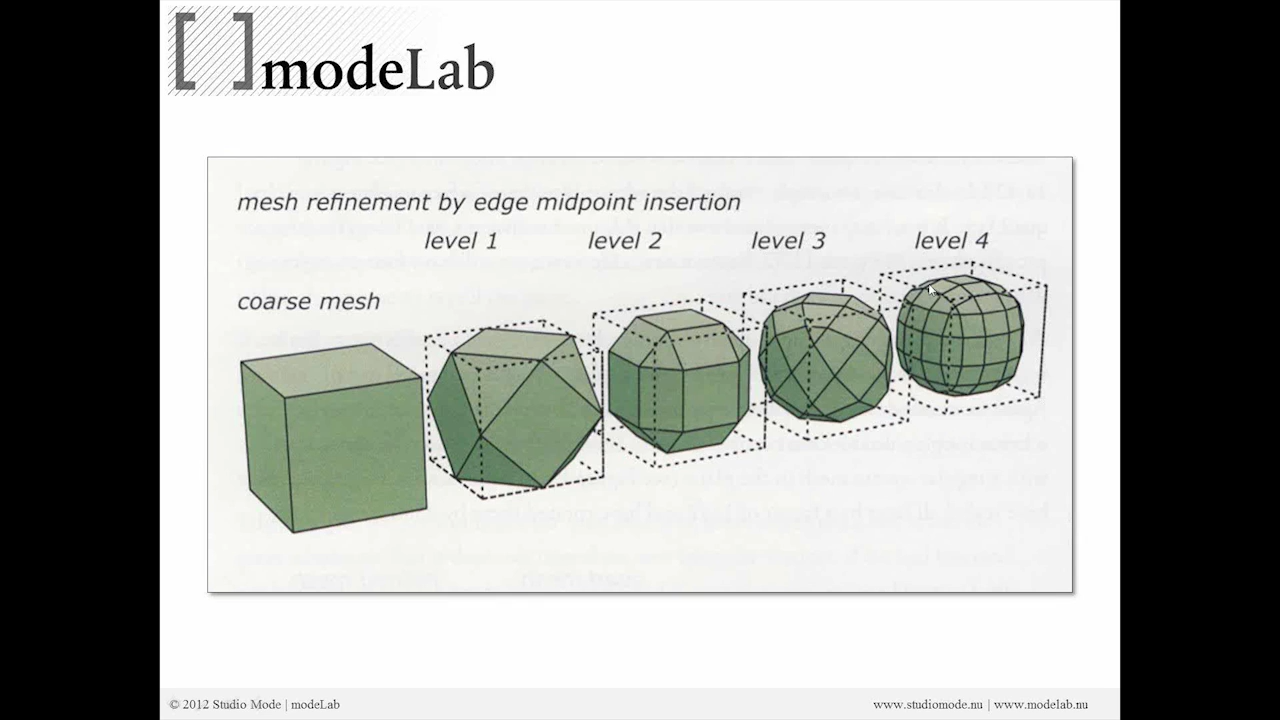 [ ] modeLab
mesh refinement by edge midpoint insertion
level 1 level 2 level 3 level 4
coarse mesh
© 2012 Studio Mode | modeLab
www.studiomode.nu | www.modelab.nu